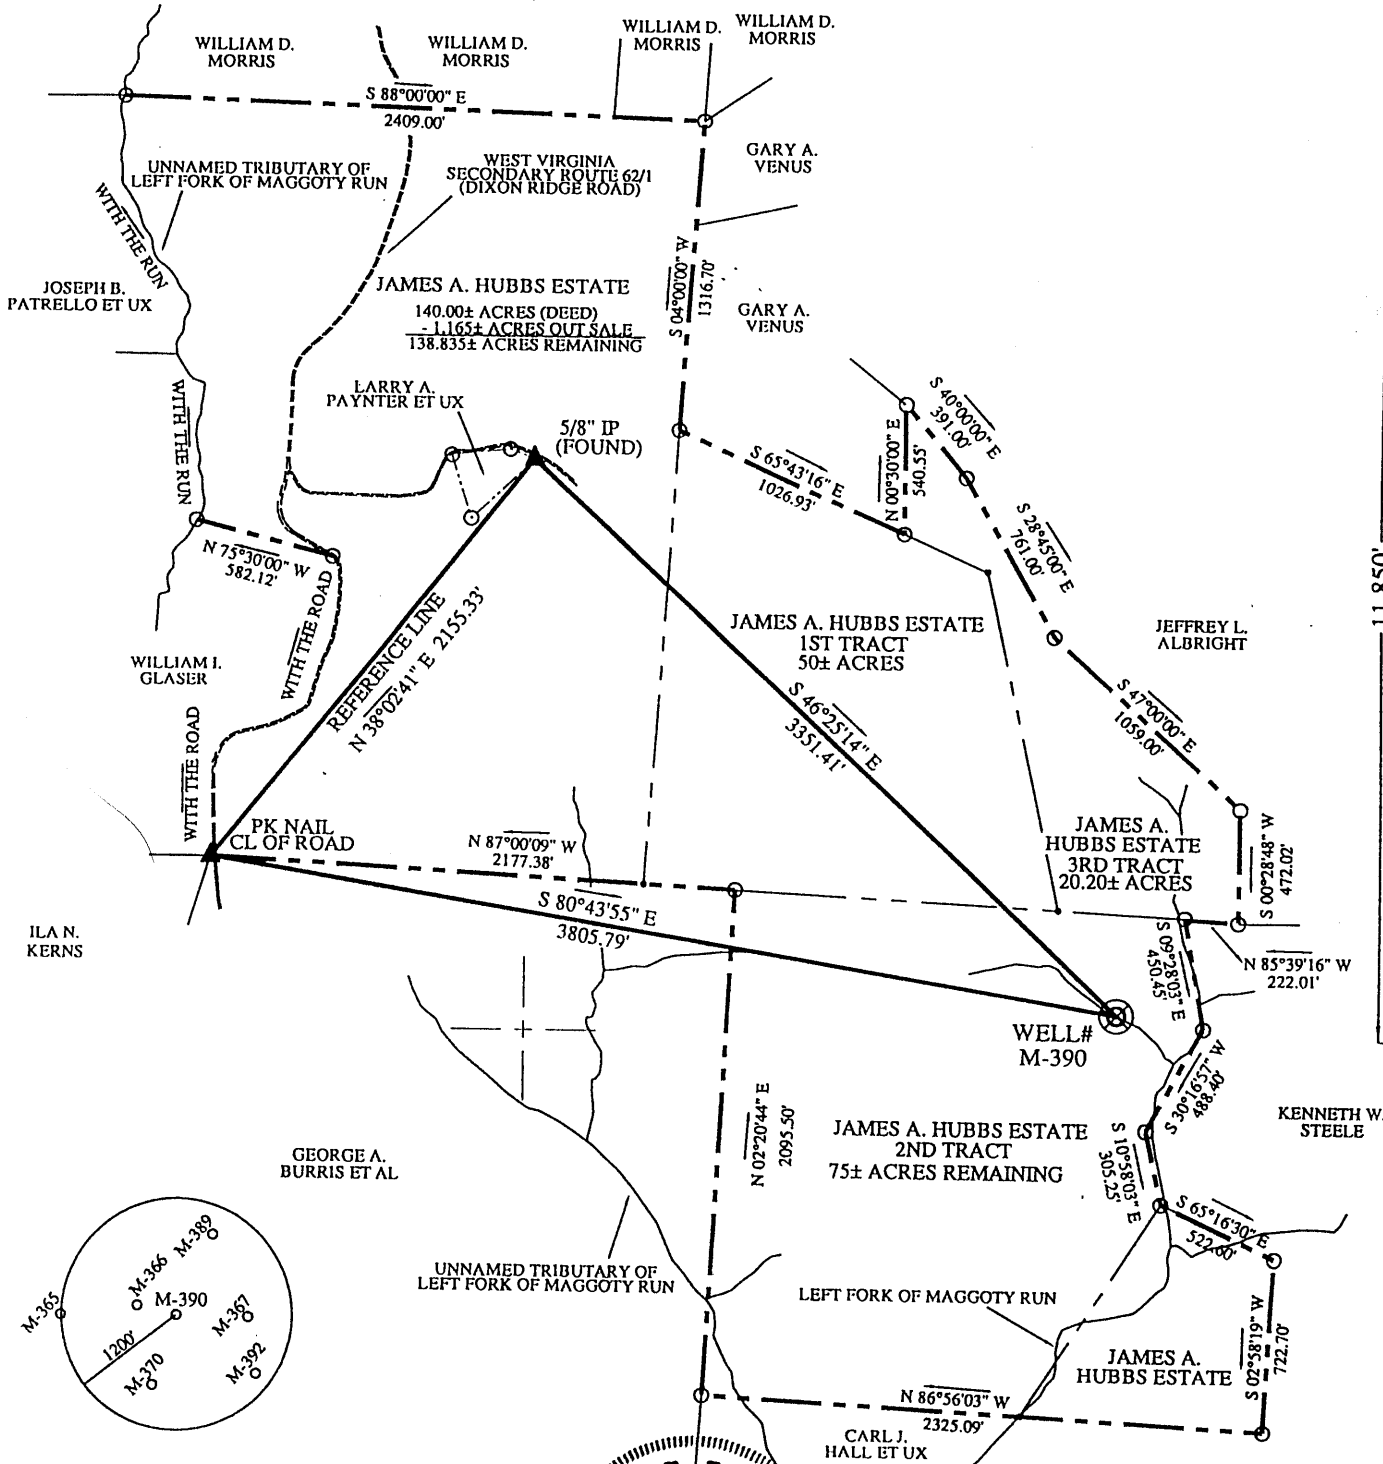 WILLIAM D.
MORRIS
WILLIAM D.
MORRIS
WILLIAM D.
MORRIS
WILLIAM D.
MORRIS
S 88°00'00" E
2409.00'
UNNAMED TRIBUTARY OF
LEFT FORK OF MAGGOTY RUN
WEST VIRGINIA
SECONDARY ROUTE 62/1
(DIXON RIDGE ROAD)
GARY A.
VENUS
WITH THE RUN
JOSEPH B.
PATRELLO ET UX
JAMES A. HUBBS ESTATE
140.00± ACRES (DEED)
- 1.165± ACRES OUT SALE
138.835± ACRES REMAINING
S 04°00'00" W
1316.70'
GARY A.
VENUS
LARRY A.
PAYNTER ET UX
5/8" IP
(FOUND)
WITH THE RUN
S 65°43'16" E
1026.93'
N 00°30'00" E
540.55'
S 40°00'00" E
391.00'
S 28°45'00" E
761.00'
N 75°30'00" W
582.12'
11,850'
WITH THE ROAD
REFERENCE LINE
N 38°02'41" E 2155.33'
JAMES A. HUBBS ESTATE
1ST TRACT
50± ACRES
JEFFREY L.
ALBRIGHT
WILLIAM I.
GLASER
S 46°25'14" E
3351.41'
S 47°00'00" E
1059.00'
WITH THE ROAD
PK NAIL
CL OF ROAD
N 87°00'09" W
2177.38'
JAMES A.
HUBBS ESTATE
3RD TRACT
20.20± ACRES
S 00°28'48" W
472.02'
S 80°43'55" E
3805.79'
ILA N.
KERNS
S 09°28'03" E
450.45'
N 85°39'16" W
222.01'
WELL#
M-390
S 30°16'57" W
488.40'
N 02°20'44" E
2095.50'
JAMES A. HUBBS ESTATE
2ND TRACT
75± ACRES REMAINING
KENNETH W.
STEELE
GEORGE A.
BURRIS ET AL
S 10°58'03" E
305.25'
S 65°16'30" E
522.60'
UNNAMED TRIBUTARY OF
LEFT FORK OF MAGGOTY RUN
LEFT FORK OF MAGGOTY RUN
M-389
M-366
M-390
M-365
M-367
1200'
M-370
M-392
JAMES A.
HUBBS ESTATE
S 02°58'19" W
722.70'
N 86°56'03" W
2325.09'
CARL J.
HALL ET UX